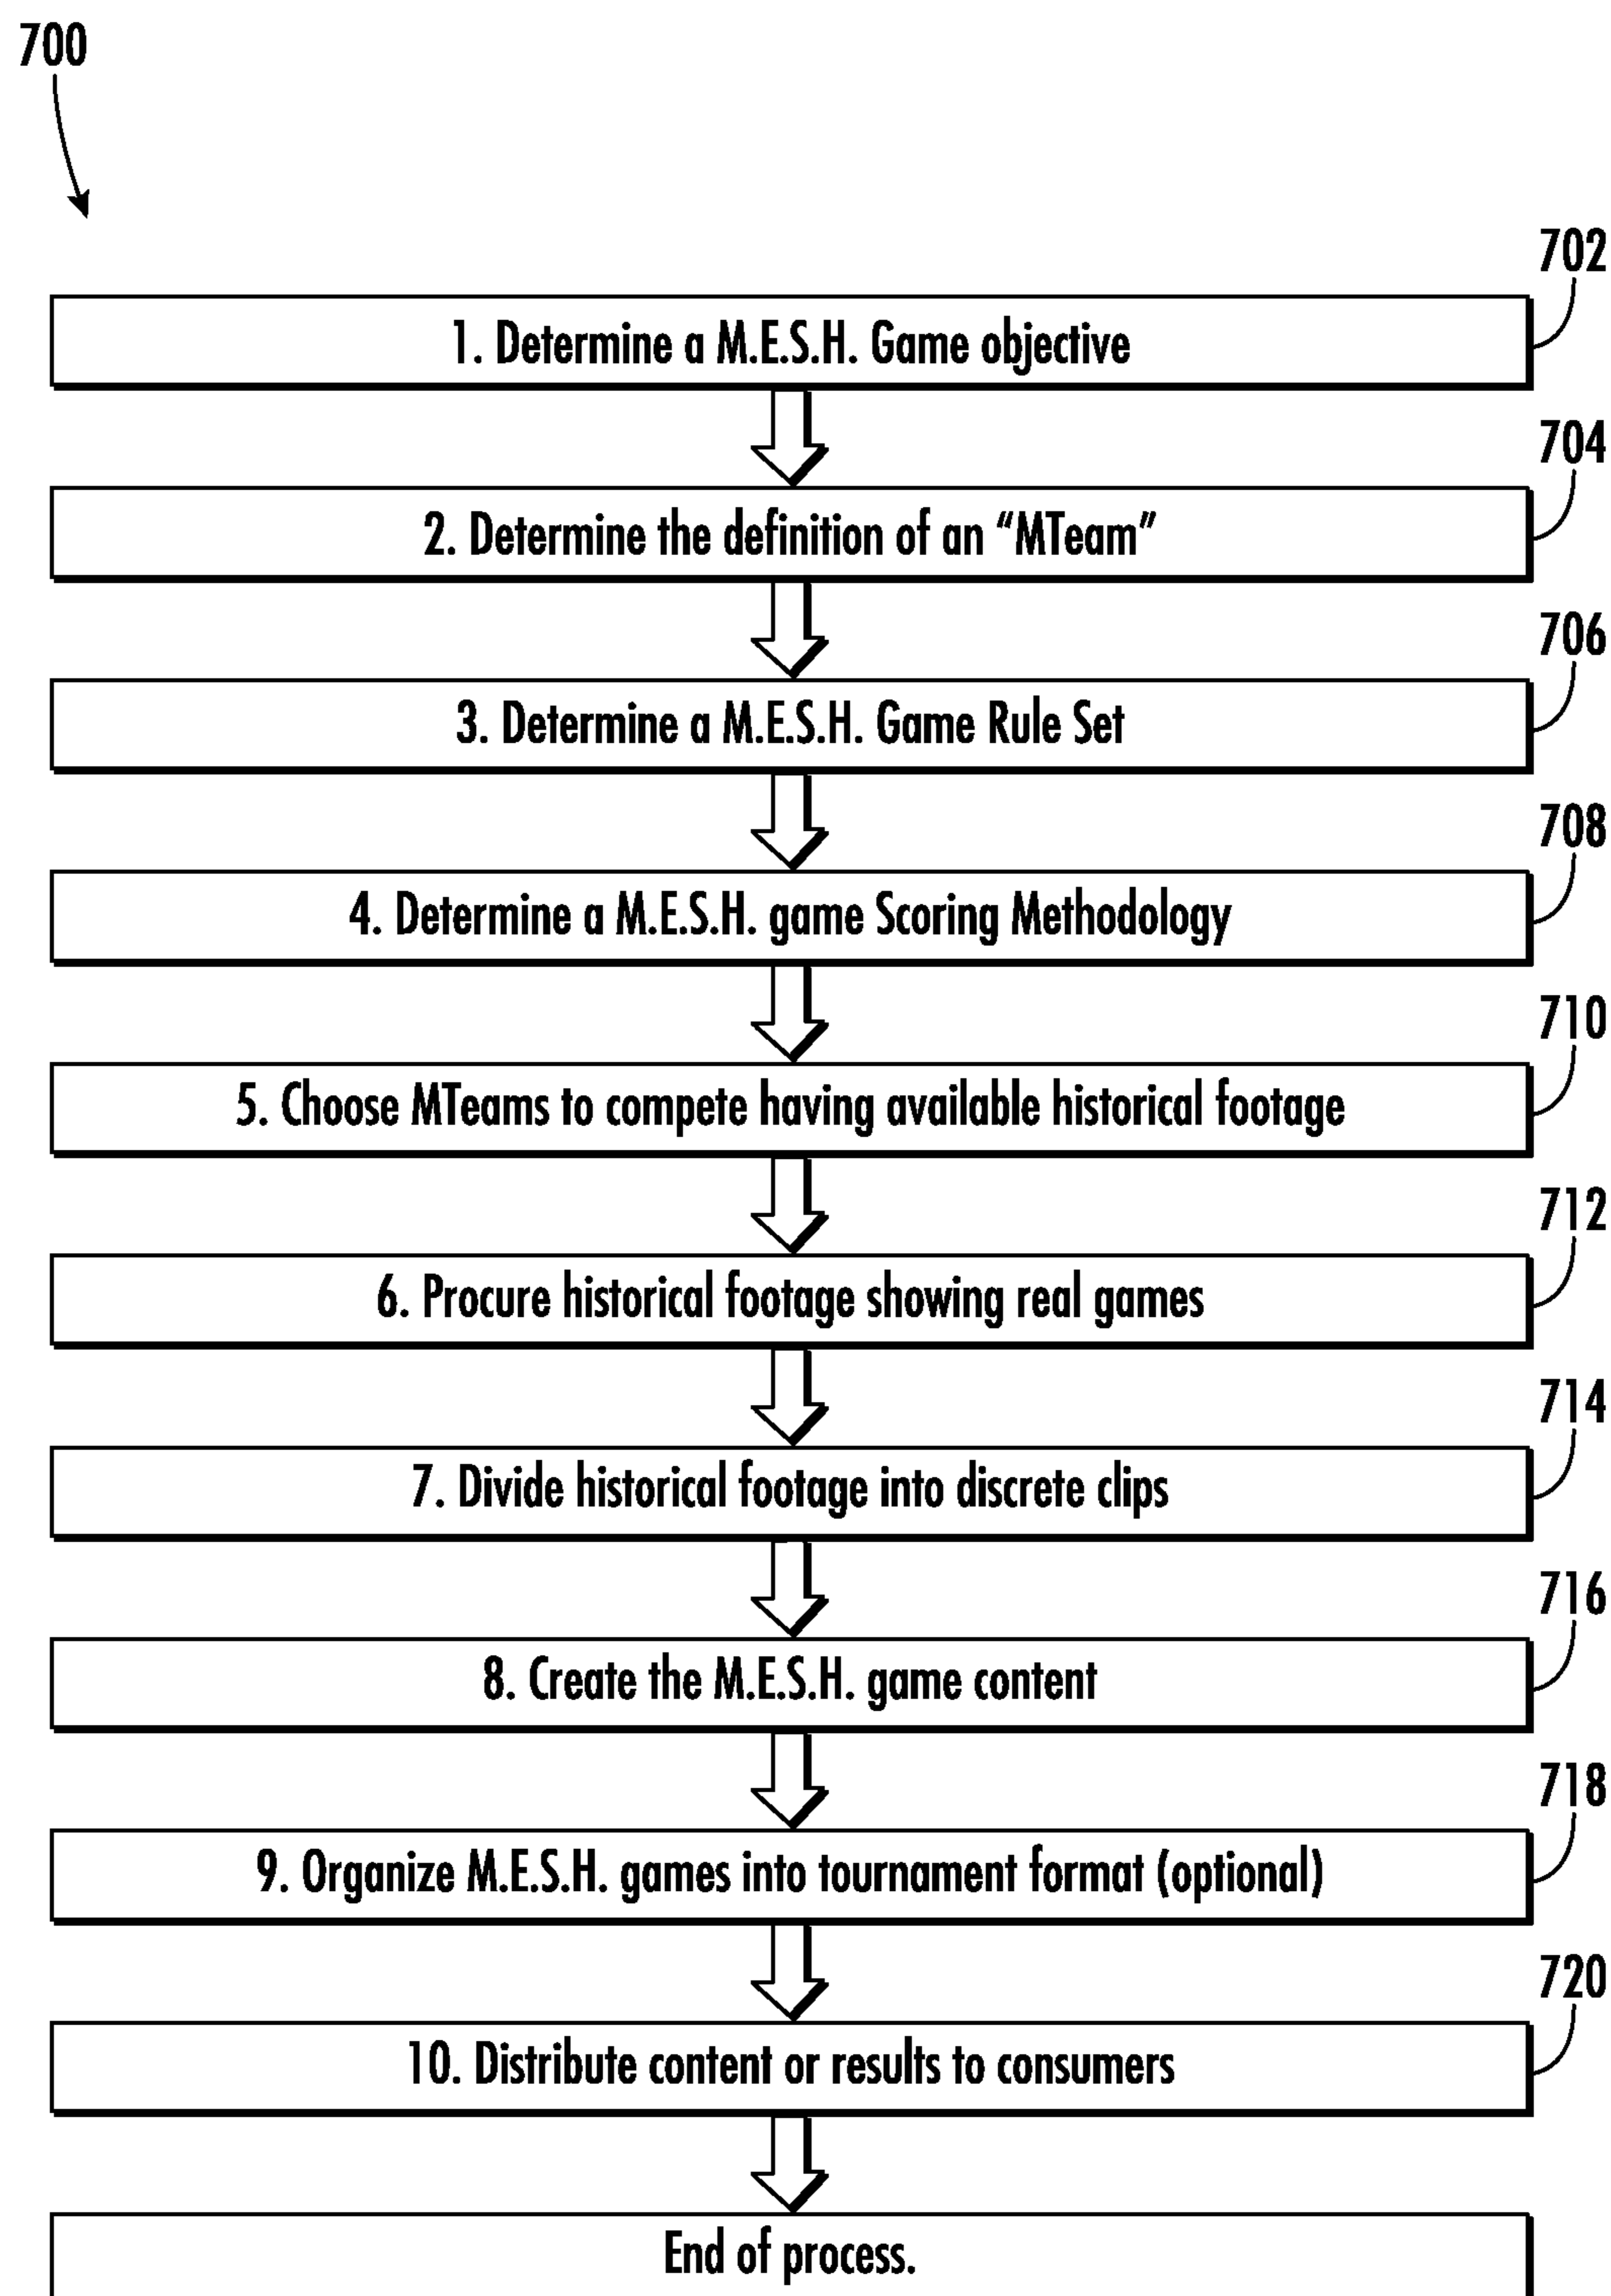 700
702
1. Determine a M.E.S.H. Game objective
704
2. Determine the definition of an “MTeam”
706
3. Determine a M.E.S.H. Game Rule Set
708
4. Determine a M.E.S.H. game Scoring Methodology
710
5. Choose MTeams to compete having available historical footage
712
6. Procure historical footage showing real games
714
7. Divide historical footage into discrete clips
716
8. Create the M.E.S.H. game content
718
9. Organize M.E.S.H. games into tournament format (optional)
720
10. Distribute content or results to consumers
End of process.